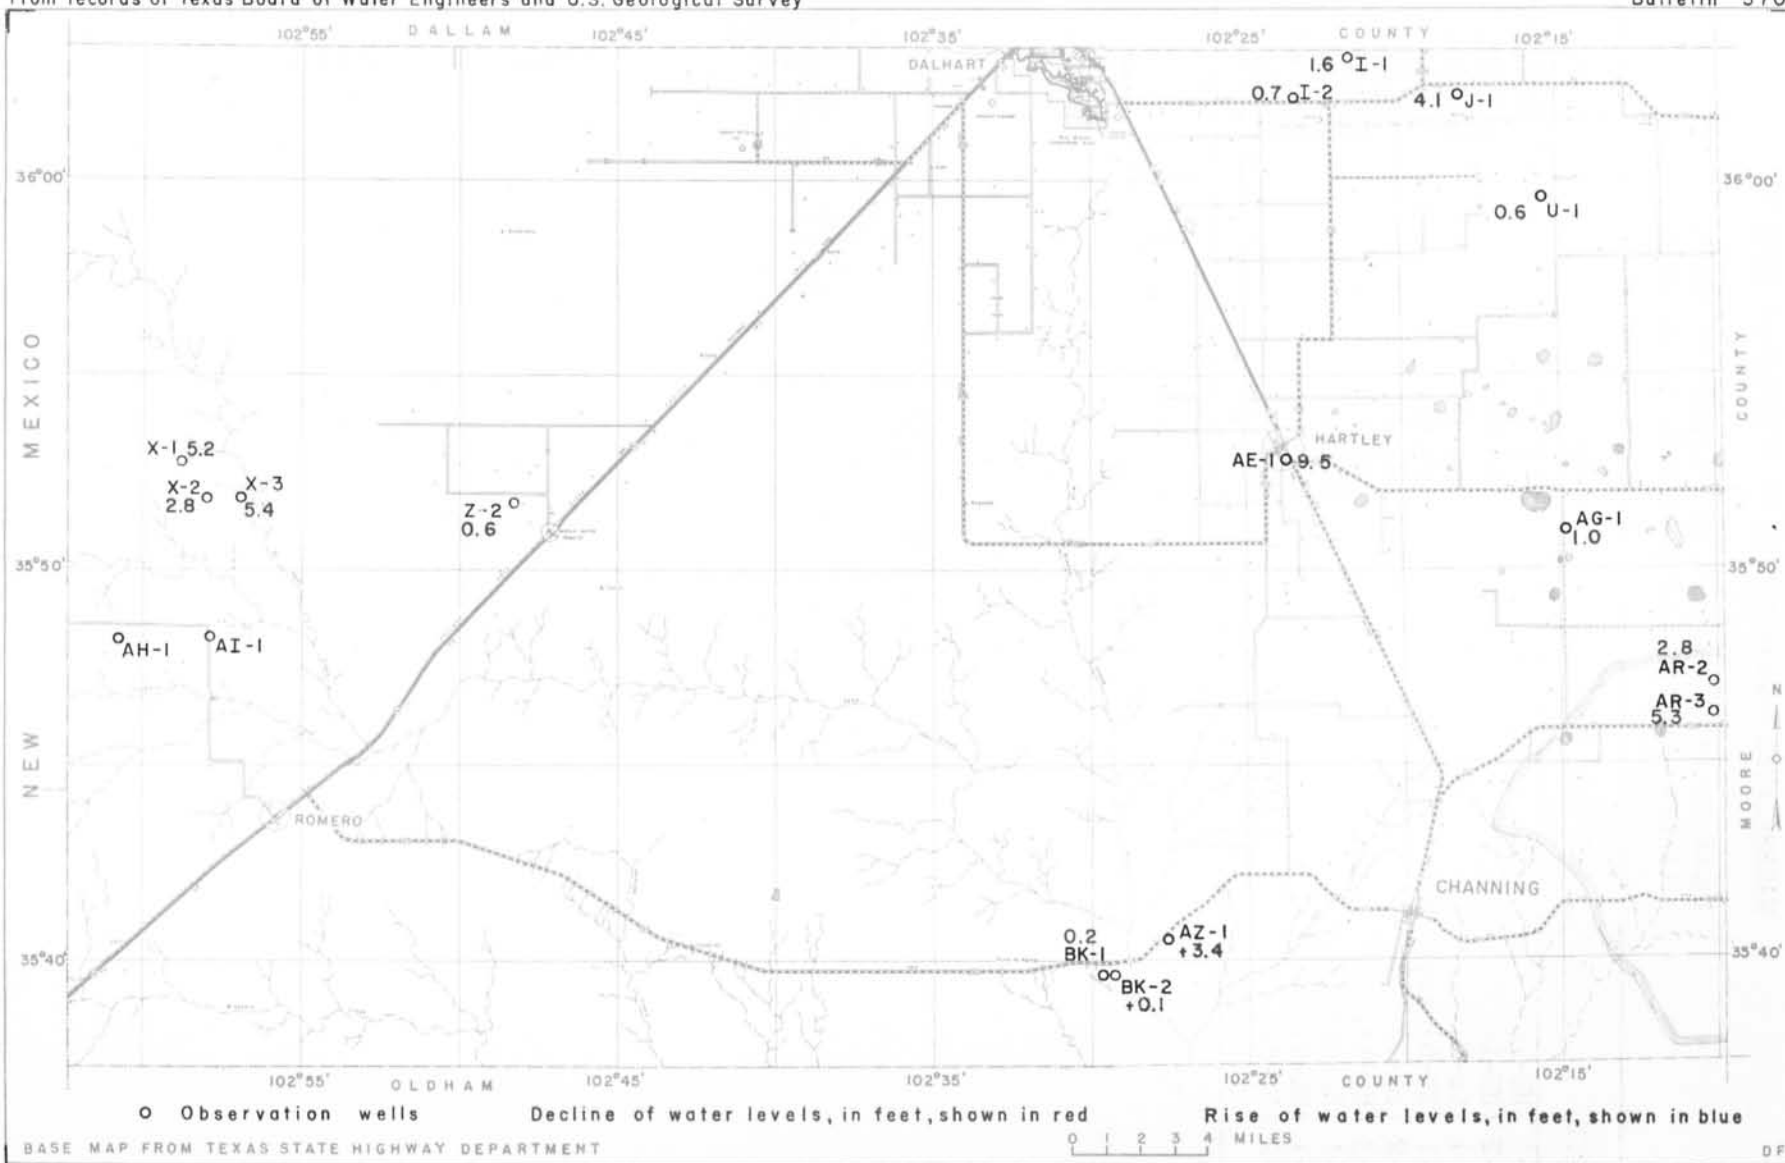 From records of Texas Board of Water Engineers and U.S. Geological Survey
Bulletin 570
102°55' DALLAM 102°45' 102°35' 102°25' COUNTY 102°15'
DALHART
1.6 I-1
0.7 I-2
4.1 J-1
36°00' 36°00'
0.6 U-1
MEXICO
COUNTY
HARTLEY
X-1 5.2
AE-1 9.5
X-2
2.8
X-3
5.4
Z-2
0.6
AG-1
1.0
35°50' 35°50'
AH-1
AI-1
2.8
AR-2
AR-3
5.3
N
NEW
MOORE
ROMERO
CHANNING
0.2
BK-1
AZ-1
+3.4
35°40' 35°40'
BK-2
+0.1
102°55' OLDHAM 102°45' 102°35' 102°25' COUNTY 102°15'
o Observation wells Decline of water levels, in feet, shown in red Rise of water levels, in feet, shown in blue
BASE MAP FROM TEXAS STATE HIGHWAY DEPARTMENT
0 1 2 3 4 MILES